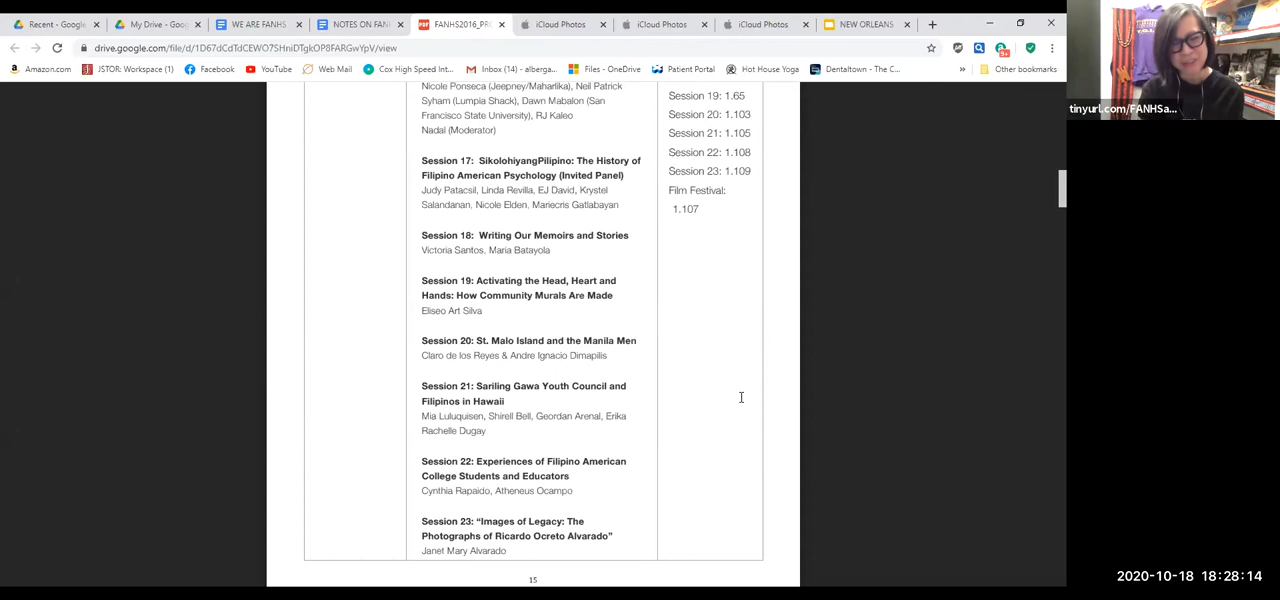 Recent - Google
My Drive - Goog
WE ARE FANHS
NOTES ON FAN
FANHS2016_PR
iCloud Photos
iCloud Photos
iCloud Photos
NEW ORLEANS
drive.google.com/file/d/1D67dCdTdCEWO7SHniDTgkOP8FARGwYpV/view
Amazon.com
JSTOR: Workspace (1)
Facebook
YouTube
Web Mail
Cox High Speed Int...
Inbox (14) - alberga...
Files - OneDrive
Patient Portal
Hot House Yoga
Dentaltown - The C...
Other bookmarks
tinyurl.com/FANHSa...
Nicole Ponseca (Jeepney/Maharlika), Neil Patrick
Syham (Lumpia Shack), Dawn Mabalon (San
Francisco State University), RJ Kaleo
Nadal (Moderator)
Session 17: SikolohiyangPilipino: The History of
Filipino American Psychology (Invited Panel)
Judy Patacsil, Linda Revilla, EJ David, Krystel
Salandanan, Nicole Elden, Mariecris Gatlabayan
Session 18: Writing Our Memoirs and Stories
Victoria Santos, Maria Batayola
Session 19: Activating the Head, Heart and
Hands: How Community Murals Are Made
Eliseo Art Silva
Session 20: St. Malo Island and the Manila Men
Claro de los Reyes & Andre Ignacio Dimapilis
Session 21: Sariling Gawa Youth Council and
Filipinos in Hawaii
Mia Luluquisen, Shirell Bell, Geordan Arenal, Erika
Rachelle Dugay
Session 22: Experiences of Filipino American
College Students and Educators
Cynthia Rapaido, Atheneus Ocampo
Session 23: “Images of Legacy: The
Photographs of Ricardo Ocreto Alvarado”
Janet Mary Alvarado
Session 19: 1.65
Session 20: 1.103
Session 21: 1.105
Session 22: 1.108
Session 23: 1.109
Film Festival:
1.107
15
2020-10-18 18:28:14